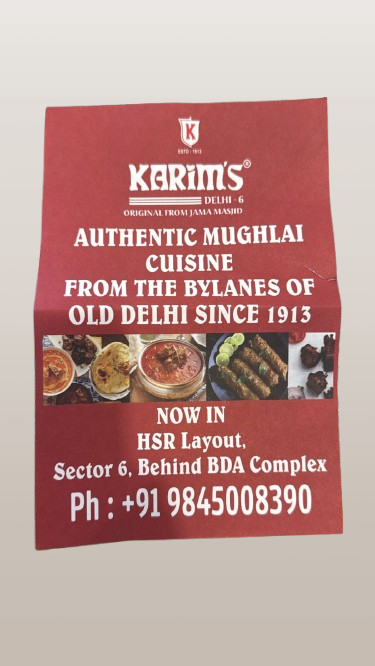 K
ESTD - 1913
KARIM'S®
DELHI - 6
ORIGINAL FROM JAMA MASJID
AUTHENTIC MUGHLAI
CUISINE
FROM THE BYLANES OF
OLD DELHI SINCE 1913
NOW IN
HSR Layout,
Sector 6, Behind BDA Complex
Ph : +91 9845008390